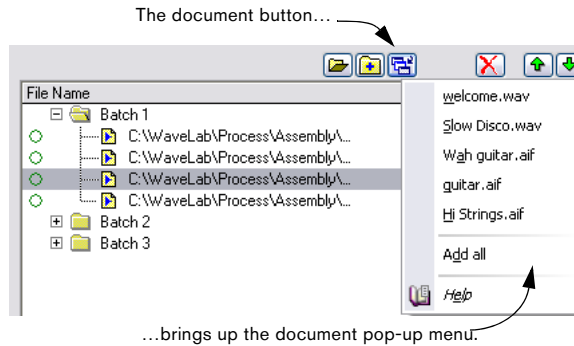 The document button…
File Name
Batch 1
C:\WaveLab\Process\Assembly\...
C:\WaveLab\Process\Assembly\...
C:\WaveLab\Process\Assembly\...
C:\WaveLab\Process\Assembly\...
Batch 2
Batch 3
welcome.wav
Slow Disco.wav
Wah guitar.aif
guitar.aif
Hi Strings.aif
Add all
Help
…brings up the document pop-up menu.